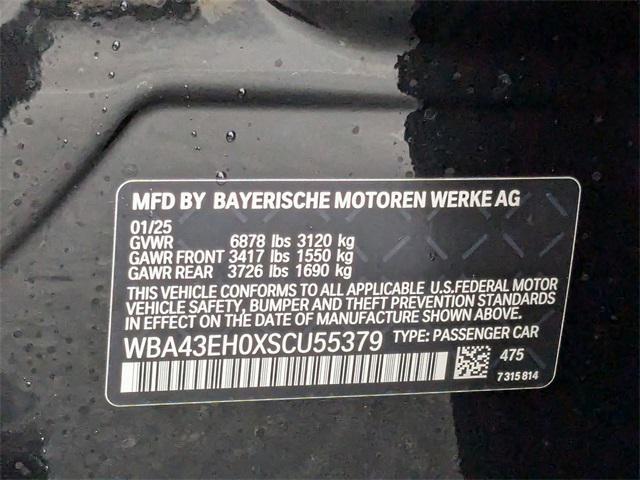 MFD BY BAYERISCHE MOTOREN WERKE AG
01/25
GVWR 6878 lbs 3120 kg
GAWR FRONT 3417 lbs 1550 kg
GAWR REAR 3726 lbs 1690 kg
THIS VEHICLE CONFORMS TO ALL APPLICABLE U.S.FEDERAL MOTOR
VEHICLE SAFETY, BUMPER AND THEFT PREVENTION STANDARDS
IN EFFECT ON THE DATE OF MANUFACTURE SHOWN ABOVE.
WBA43EH0XSCU55379 TYPE: PASSENGER CAR
475
7315814